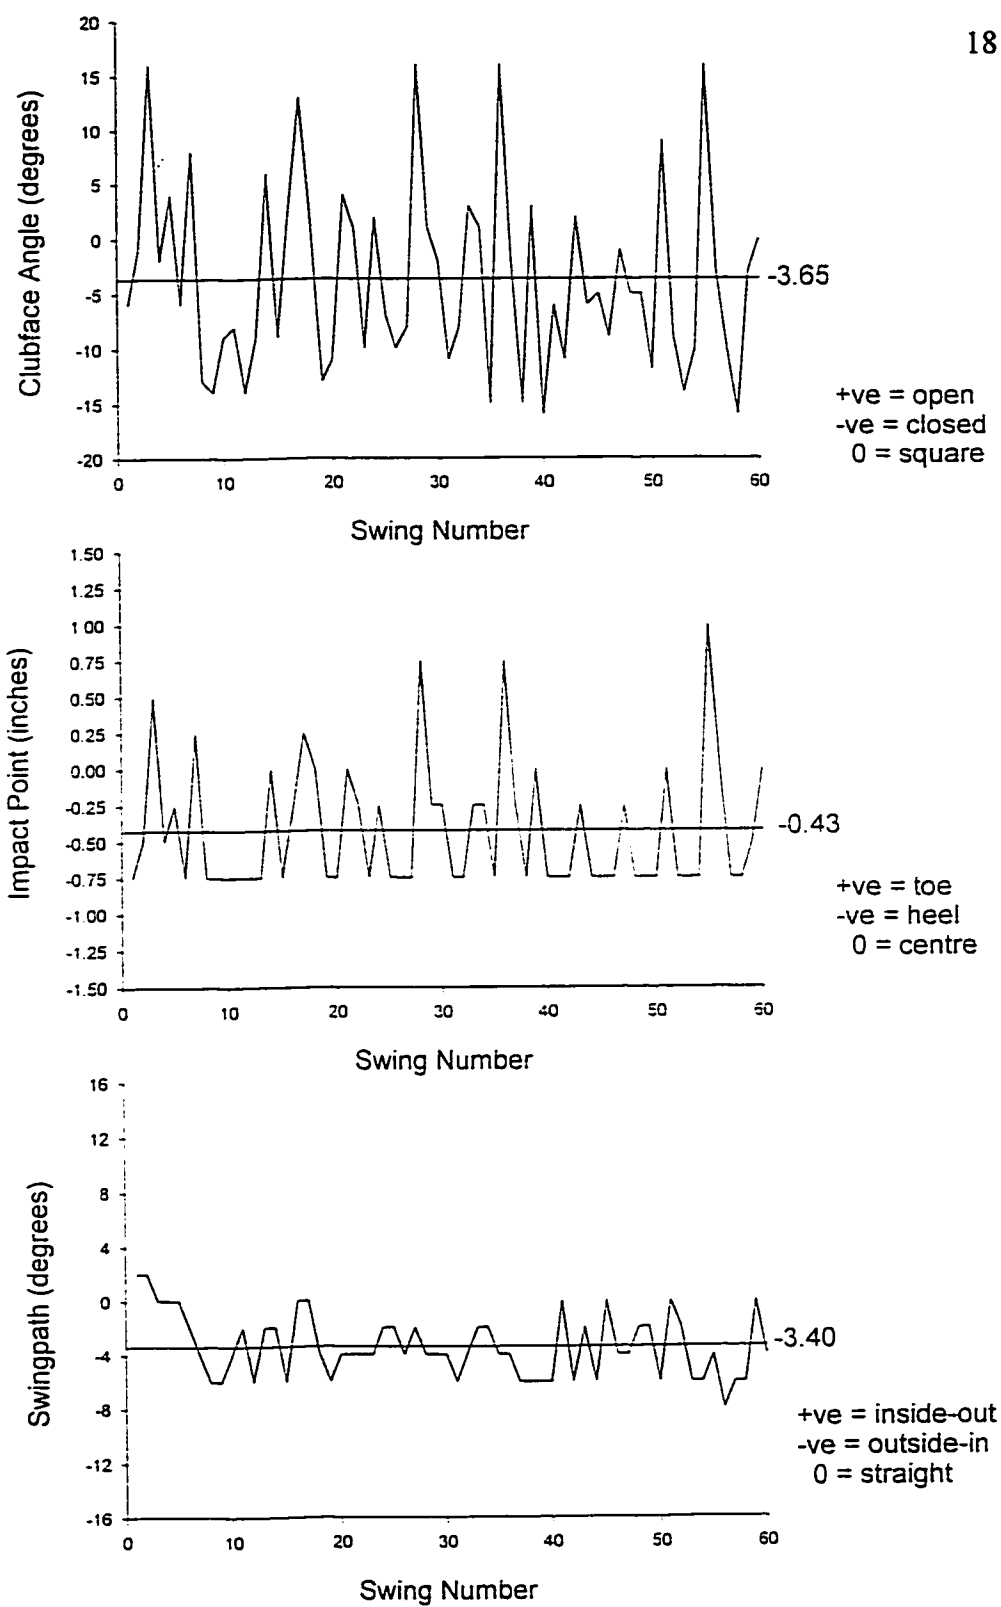 18
Clubface Angle (degrees)
20
15
10
5
0
-5
-10
-15
-20
-3.65
+ve = open
-ve = closed
0 = square
0 10 20 30 40 50 60
Swing Number
Impact Point (inches)
1.50
1.25
1 00
0.75
0.50
0.25
0.00
-0.25
-0.50
-0.75
-1 00
-1.25
-1.50
-0.43
+ve = toe
-ve = heel
0 = centre
0 10 20 30 40 50 60
Swing Number
Swingpath (degrees)
16
12
8
4
0
-4
-8
-12
-16
-3.40
+ve = inside-out
-ve = outside-in
0 = straight
0 10 20 30 40 50 60
Swing Number